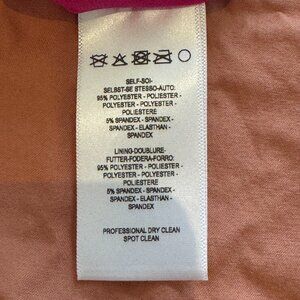 SELF-SOI-
SELBST-SE STESSO-AUTO:
95% POLYESTER - POLIESTER -
POLYESTER - POLYESTER -
POLIESTERE
5% SPANDEX - SPANDEX -
SPANDEX - ELASTHAN -
SPANDEX
LINING-DOUBLURE-
FUTTER-FODERA-FORRO:
95% POLYESTER - POLIESTER -
POLYESTER - POLYESTER -
POLIESTERE
5% SPANDEX - SPANDEX -
SPANDEX - ELASTHAN -
SPANDEX
PROFESSIONAL DRY CLEAN
SPOT CLEAN